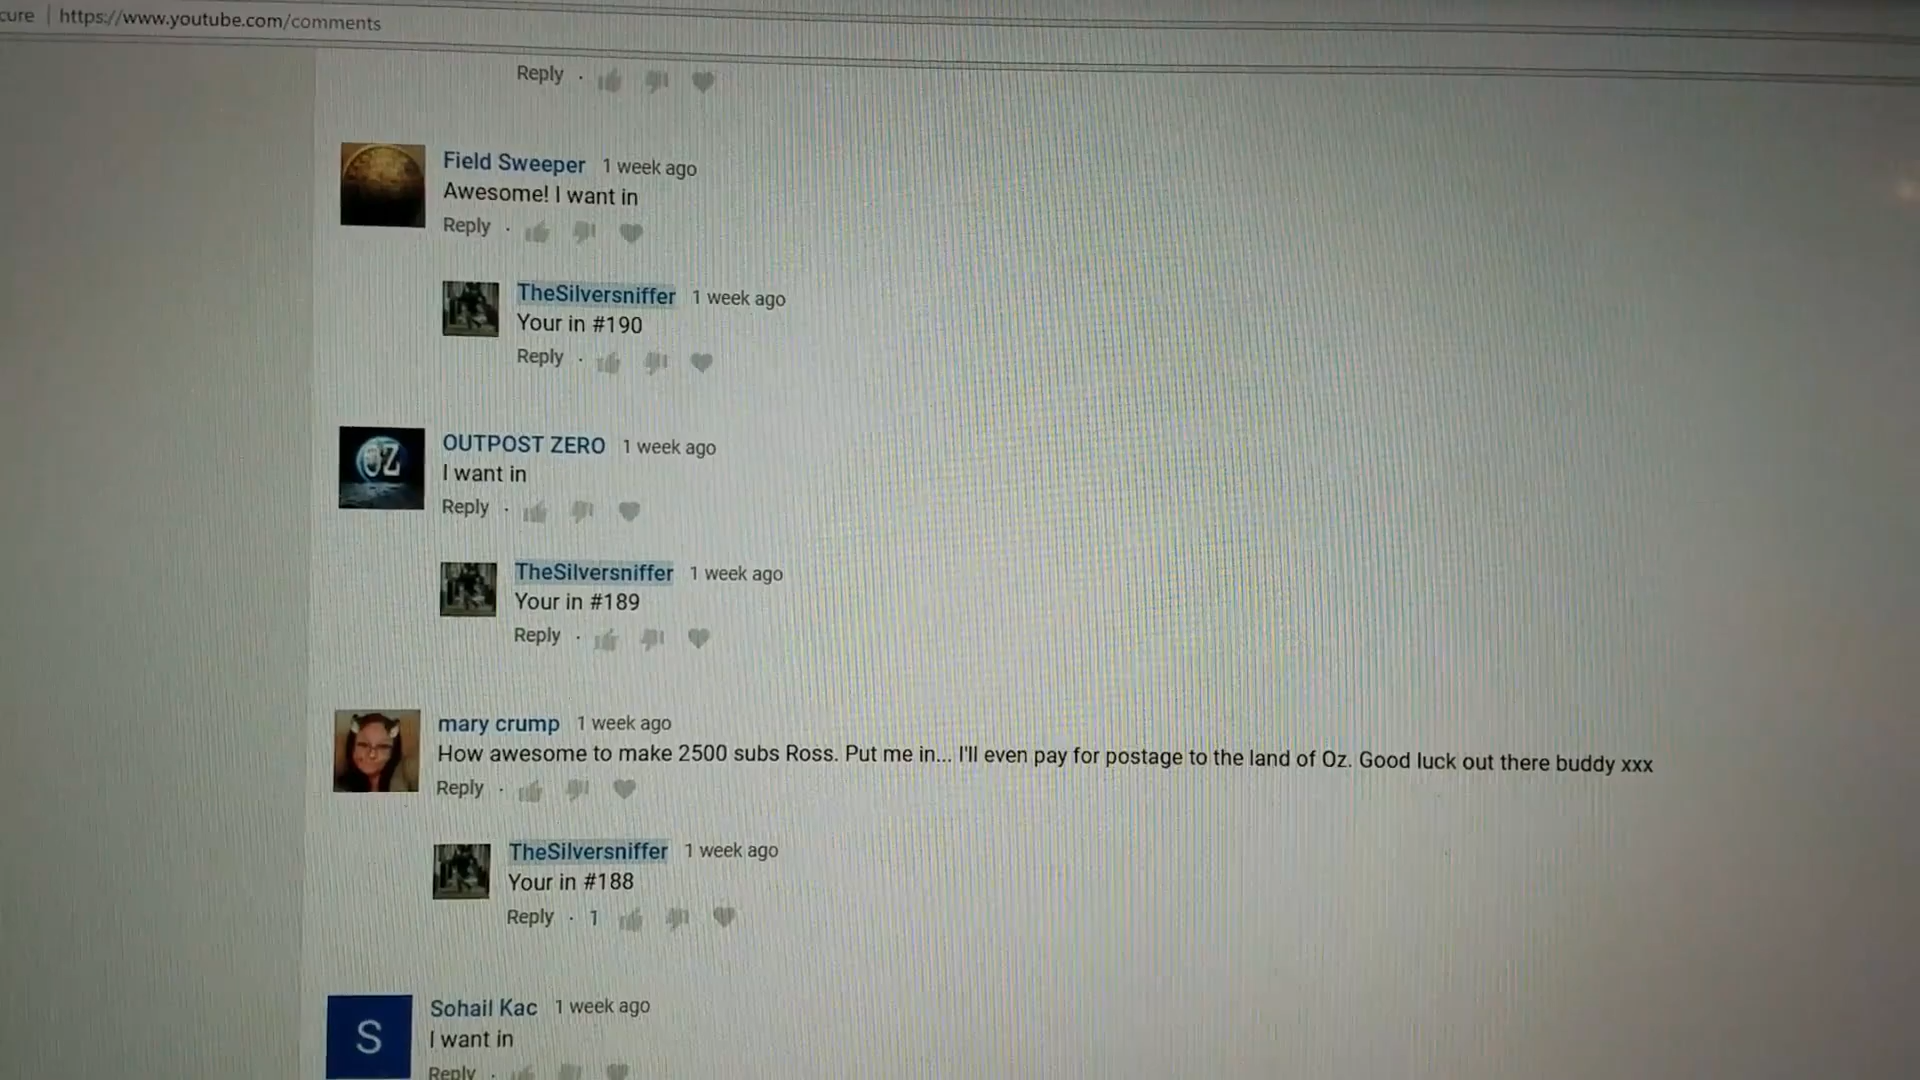 cure | https://www.youtube.com/comments
Reply ·
Field Sweeper 1 week ago
Awesome! I want in
Reply ·
TheSilversniffer 1 week ago
Your in #190
Reply ·
OZ
OUTPOST ZERO 1 week ago
I want in
Reply ·
TheSilversniffer 1 week ago
Your in #189
Reply ·
mary crump 1 week ago
How awesome to make 2500 subs Ross. Put me in... I'll even pay for postage to the land of Oz. Good luck out there buddy xxx
Reply ·
TheSilversniffer 1 week ago
Your in #188
Reply · 1
S
Sohail Kac 1 week ago
I want in
Reply ·